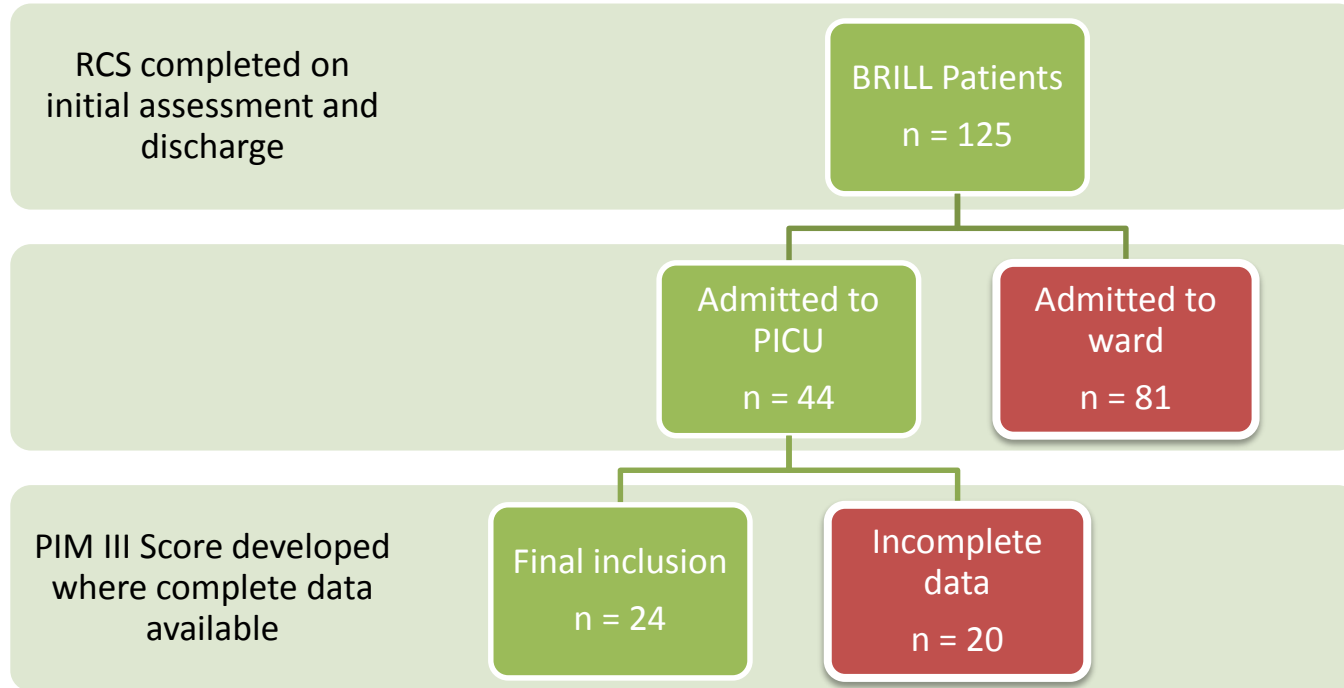 RCS completed on
initial assessment and
discharge
BRILL Patients
n = 125
Admitted to
PICU
n = 44
Admitted to
ward
n = 81
PIM III Score developed
where complete data
available
Final inclusion
n = 24
Incomplete
data
n = 20